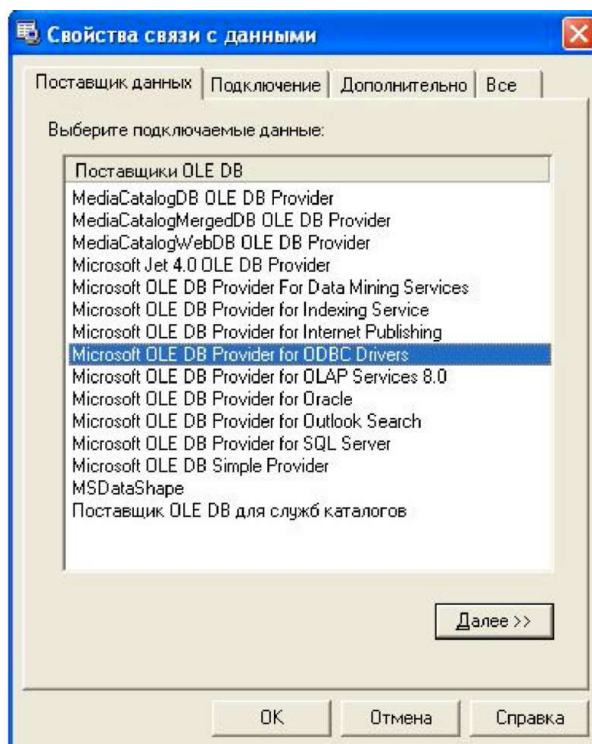 Свойства связи с данными
Поставщик данных Подключение Дополнительно Все
Выберите подключаемые данные:
Поставщики OLE DB
MediaCatalogDB OLE DB Provider
MediaCatalogMergedDB OLE DB Provider
MediaCatalogWebDB OLE DB Provider
Microsoft Jet 4.0 OLE DB Provider
Microsoft OLE DB Provider For Data Mining Services
Microsoft OLE DB Provider for Indexing Service
Microsoft OLE DB Provider for Internet Publishing
Microsoft OLE DB Provider for ODBC Drivers
Microsoft OLE DB Provider for OLAP Services 8.0
Microsoft OLE DB Provider for Oracle
Microsoft OLE DB Provider for Outlook Search
Microsoft OLE DB Provider for SQL Server
Microsoft OLE DB Simple Provider
MSDataShape
Поставщик OLE DB для служб каталогов
Далее >>
OK Отмена Справка